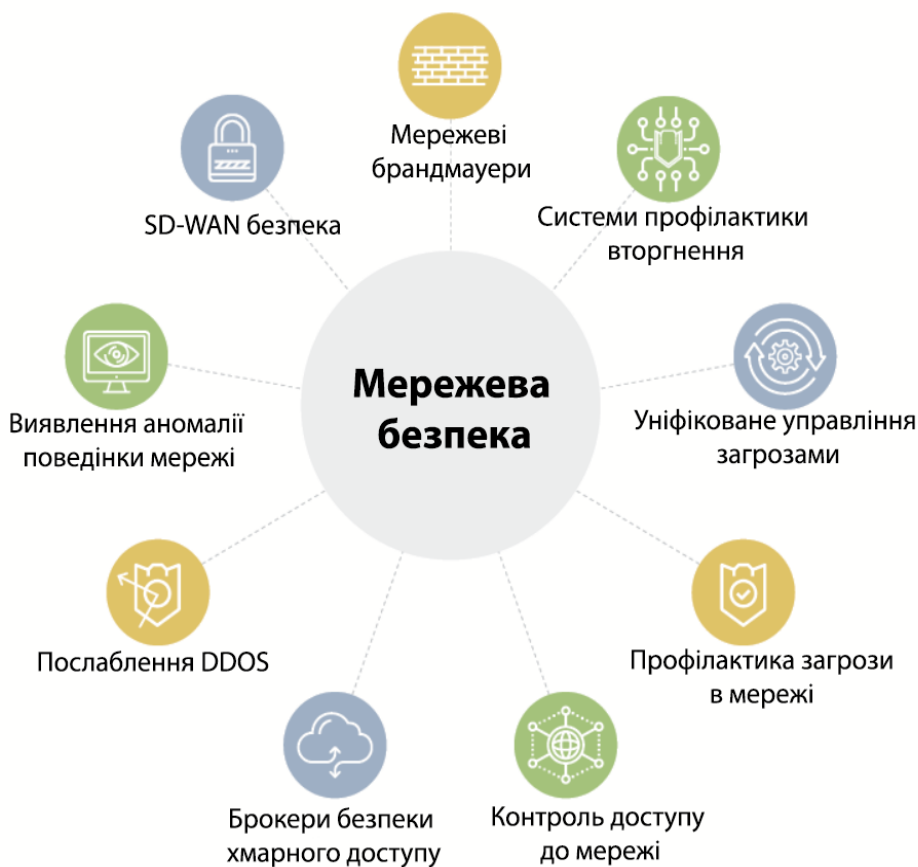 Мережеві
брандмауери
Системи профілактики
вторгнення
SD-WAN безпека
Мережева
безпека
Уніфіковане управління
загрозами
Виявлення аномалії
поведінки мережі
Профілактика загрози
в мережі
Послаблення DDOS
Контроль доступу
до мережі
Брокери безпеки
хмарного доступу